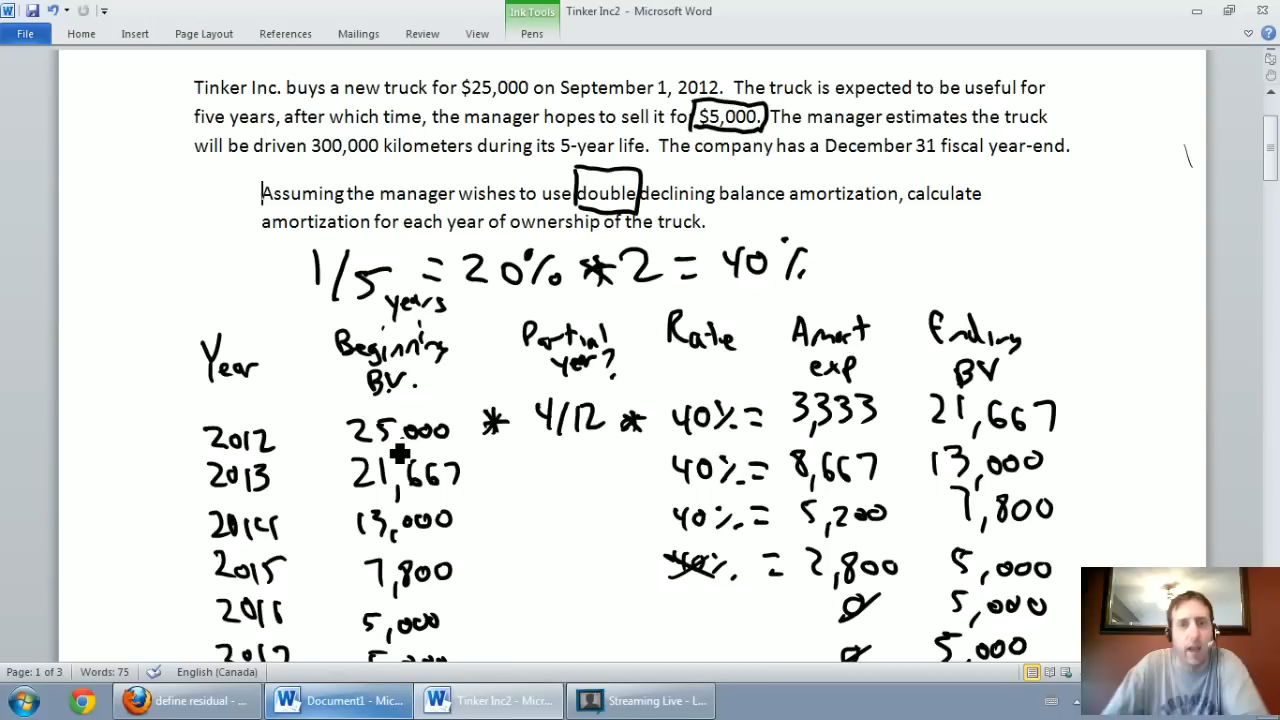 Ink Tools
Tinker Inc2 - Microsoft Word
File Home Insert Page Layout References Mailings Review View Pens
Tinker Inc. buys a new truck for $25,000 on September 1, 2012. The truck is expected to be useful for
five years, after which time, the manager hopes to sell it for $5,000. The manager estimates the truck
will be driven 300,000 kilometers during its 5-year life. The company has a December 31 fiscal year-end.
Assuming the manager wishes to use double declining balance amortization, calculate
amortization for each year of ownership of the truck.
1/5 years = 20% * 2 = 40%
Year Beginning B.V. Partial year? Rate Amort exp Ending BV
2012 25,000 * 4/12 * 40% = 3,333 21,667
2013 21,667 40% = 8,667 13,000
2014 13,000 40% = 5,200 7,800
2015 7,800 40% = 2,800 5,000
2016 5,000 0 5,000
2017 5,000 0 5,000
Page: 1 of 3 Words: 75 English (Canada)
define residual - ... Document1 - Mic... Tinker Inc2 - Micr... Streaming Live - ...